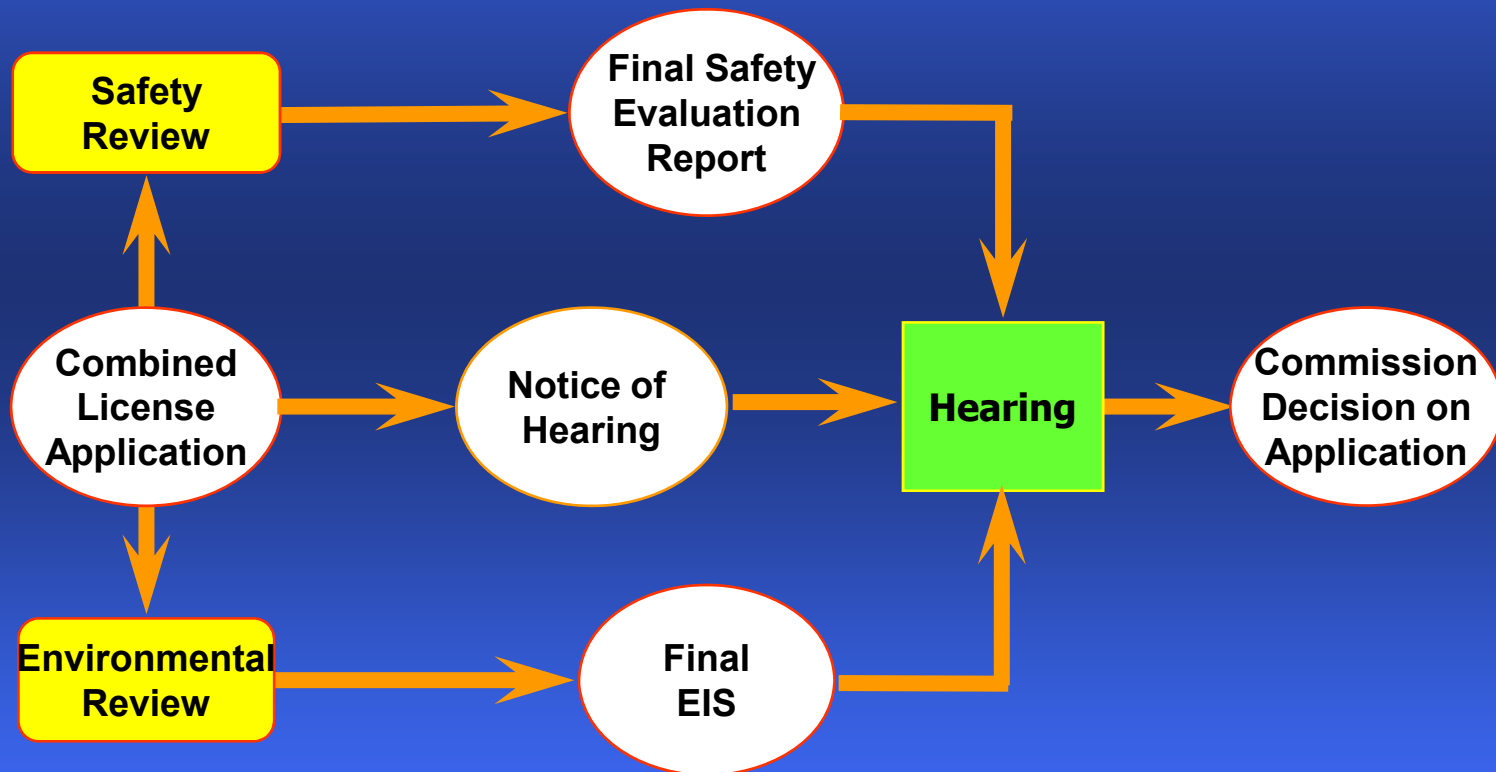 Safety
Review
Final Safety
Evaluation
Report
Combined
License
Application
Notice of
Hearing
Hearing
Commission
Decision on
Application
Environmental
Review
Final
EIS